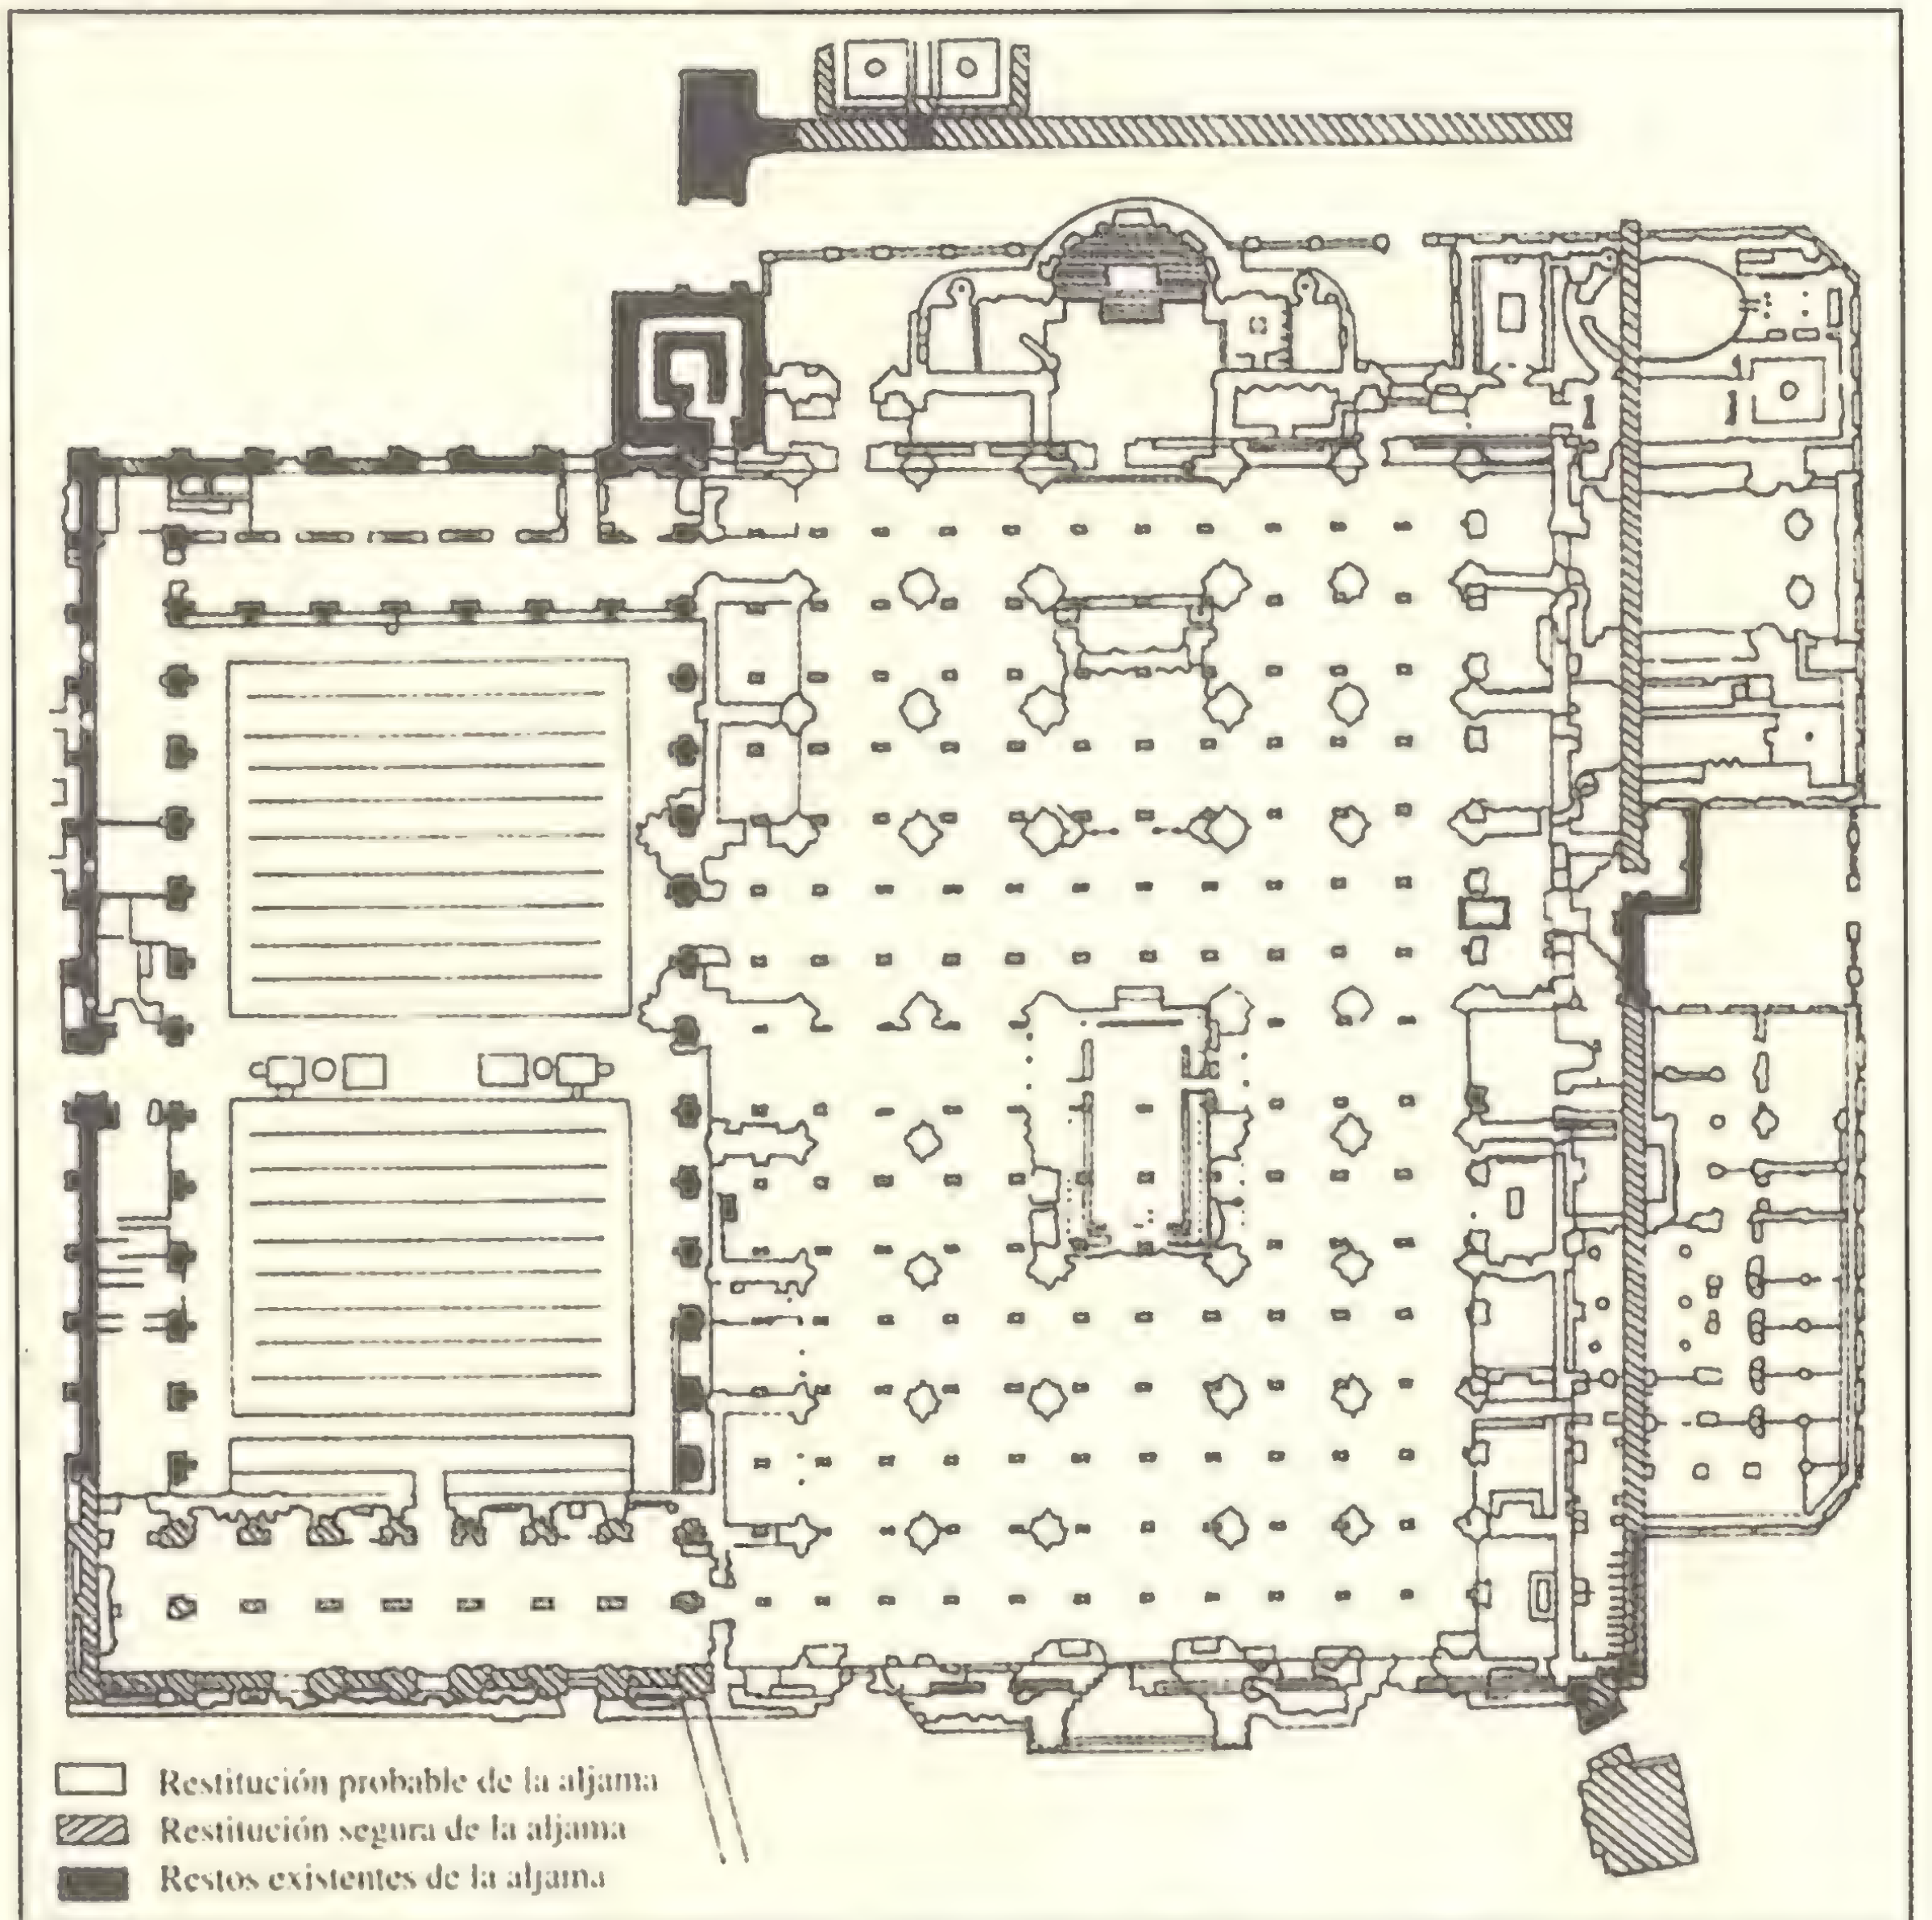 Restitución probable de la aljama
Restitución segura de la aljama
Restos existentes de la aljama